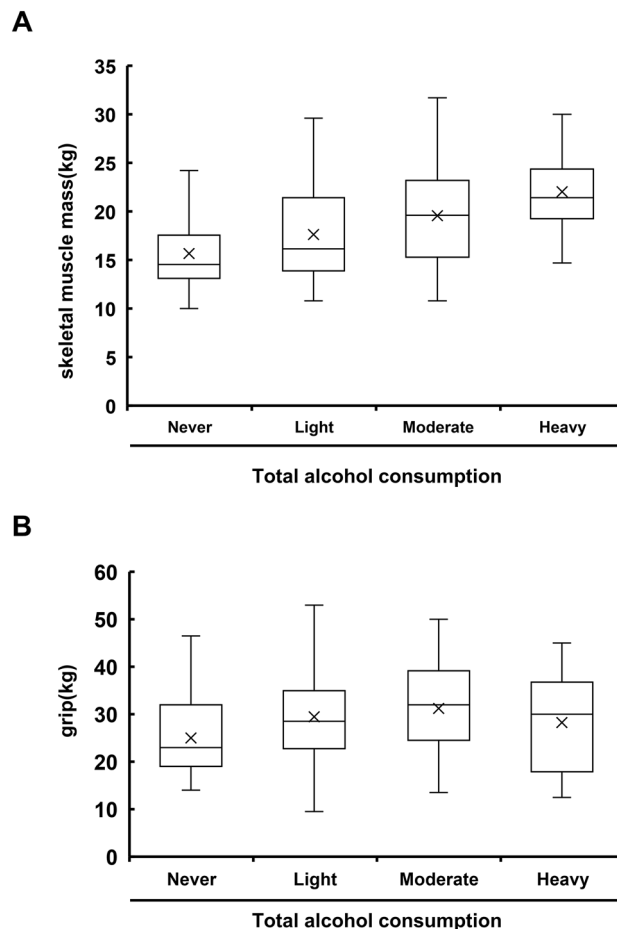 A
35
30
25
20
15
10
5
0
skeletal muscle mass(kg)
Never Light Moderate Heavy
Total alcohol consumption
B
60
50
40
30
20
10
0
grip(kg)
Never Light Moderate Heavy
Total alcohol consumption